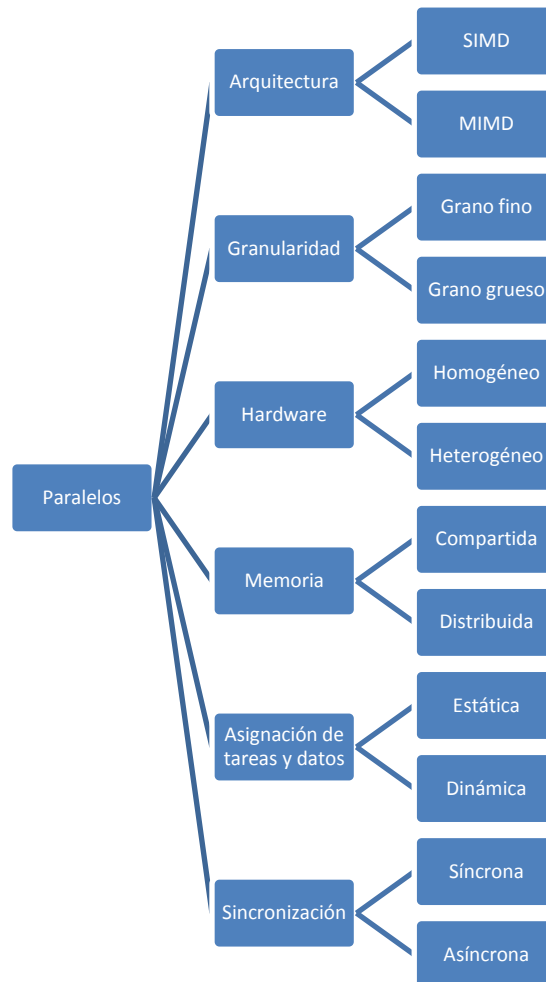 SIMD
Arquitectura
MIMD
Grano fino
Granularidad
Grano grueso
Homogéneo
Hardware
Heterogéneo
Paralelos
Compartida
Memoria
Distribuida
Estática
Asignación de
tareas y datos
Dinámica
Síncrona
Sincronización
Asíncrona